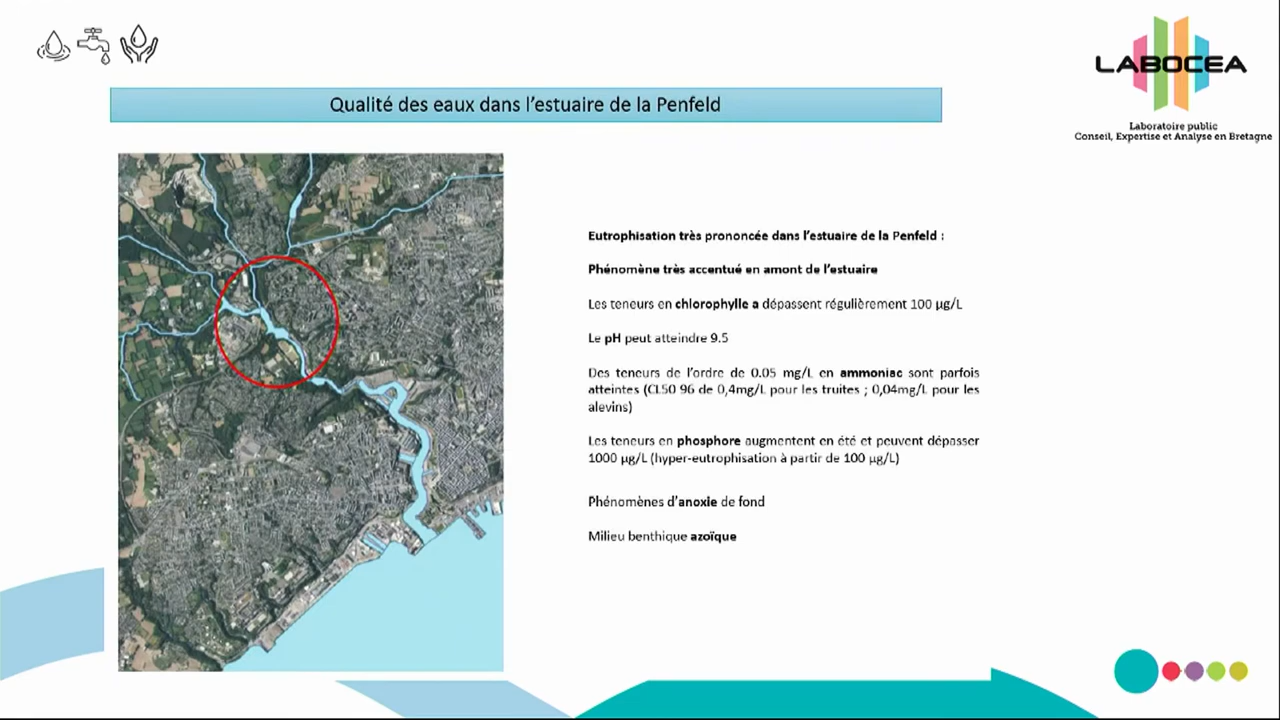 LABOCEA
Laboratoire public
Conseil, Expertise et Analyse en Bretagne
Qualité des eaux dans l'estuaire de la Penfeld
Eutrophisation très prononcée dans l'estuaire de la Penfeld :
Phénomène très accentué en amont de l'estuaire
Les teneurs en chlorophylle a dépassent régulièrement 100 µg/L
Le pH peut atteindre 9.5
Des teneurs de l'ordre de 0.05 mg/L en ammoniac sont parfois
atteintes (CL50 96 de 0,4mg/L pour les truites ; 0,04mg/L pour les
alevins)
Les teneurs en phosphore augmentent en été et peuvent dépasser
1000 µg/L (hyper-eutrophisation à partir de 100 µg/L)
Phénomènes d'anoxie de fond
Milieu benthique azoïque